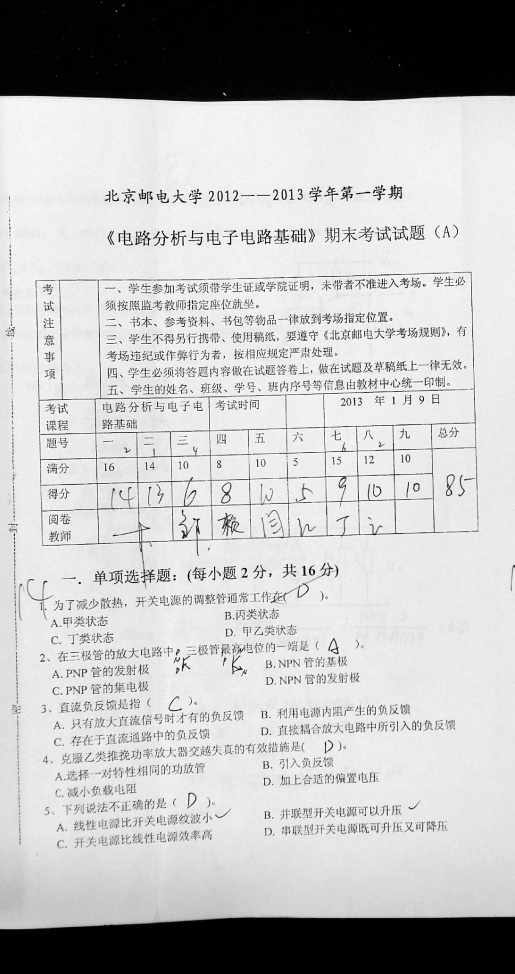 北京邮电大学 2012——2013 学年第一学期
《电路分析与电子电路基础》期末考试试题（A）
考试注意事项
一、学生参加考试须带学生证或学院证明，未带者不准进入考场。学生必
须按照监考教师指定座位就坐。
二、书本、参考资料、书包等物品一律放到考场指定位置。
三、学生不得另行携带、使用稿纸，要遵守《北京邮电大学考场规则》，有
考场违纪或作弊行为者，按相应规定严肃处理。
四、学生必须将答题内容做在试题答卷上，做在试题及草稿纸上一律无效。
五、学生的姓名、班级、学号、班内序号等信息由教材中心统一印制。
考试课程 电路分析与电子电路基础 考试时间 2013 年 1 月 9 日
题号 一 二 三 四 五 六 七 八 九 总分
2 1 4 6 2
满分 16 14 10 8 10 5 15 12 10
得分 14 13 6 8 10 5 9 10 10 85
阅卷教师
14
一．单项选择题：(每小题 2 分，共 16 分)
1. 为了减少散热，开关电源的调整管通常工作在( D )。
A.甲类状态 B.丙类状态
C. 丁类状态 D. 甲乙类状态
2、在三极管的放大电路中，三极管最高电位的一端是（ A ）。
A. PNP 管的发射极 B. NPN 管的基极
C. PNP 管的集电极 D. NPN 管的发射极
3、直流负反馈是指（ C ）。
A. 只有放大直流信号时才有的负反馈 B. 利用电源内阻产生的负反馈
C. 存在于直流通路中的负反馈 D. 直接耦合放大电路中所引入的负反馈
4、克服乙类推挽功率放大器交越失真的有效措施是( D )。
A.选择一对特性相同的功放管 B. 引入负反馈
C. 减小负载电阻 D. 加上合适的偏置电压
5、下列说法不正确的是（ D ）。
A. 线性电源比开关电源纹波小 B. 并联型开关电源可以升压
C. 开关电源比线性电源效率高 D. 串联型开关电源既可升压又可降压